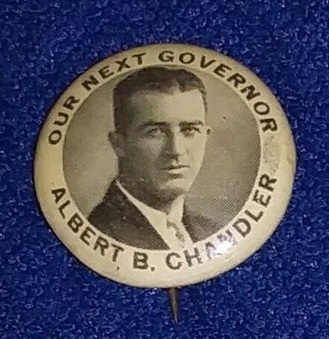 OUR NEXT GOVERNOR
ALBERT B. CHANDLER